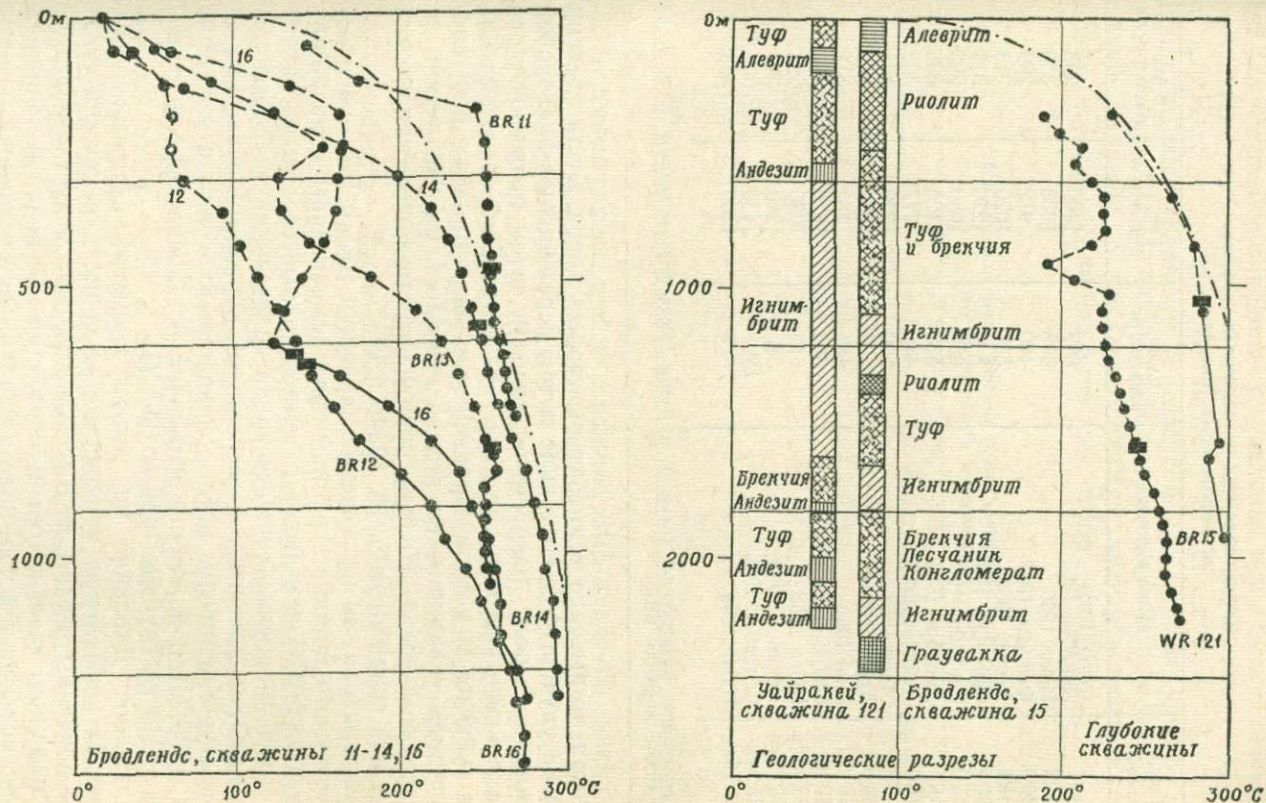 0м
500
1000
16
BR11
12
14
BR13
16
BR12
BR14
BR16
Бродлендс, скважины 11-14,16
0°
100°
200°
300°C
0м
1000
2000
Туф
Алеврит
Туф
Андезит
Игним-
брит
Брекчия
Андезит
Туф
Андезит
Туф
Андезит
Алеврит
Риолит
Туф
и брекчия
Игнимбрит
Риолит
Туф
Игнимбрит
Брекчия
Песчаник
Конгломерат
Игнимбрит
Граувакка
BR15
WR 121
Уайракей,
скважина 121
Бродлендс,
скважина 15
Глубокие
скважины
Геологические разрезы
0°
100°
200°
300°C